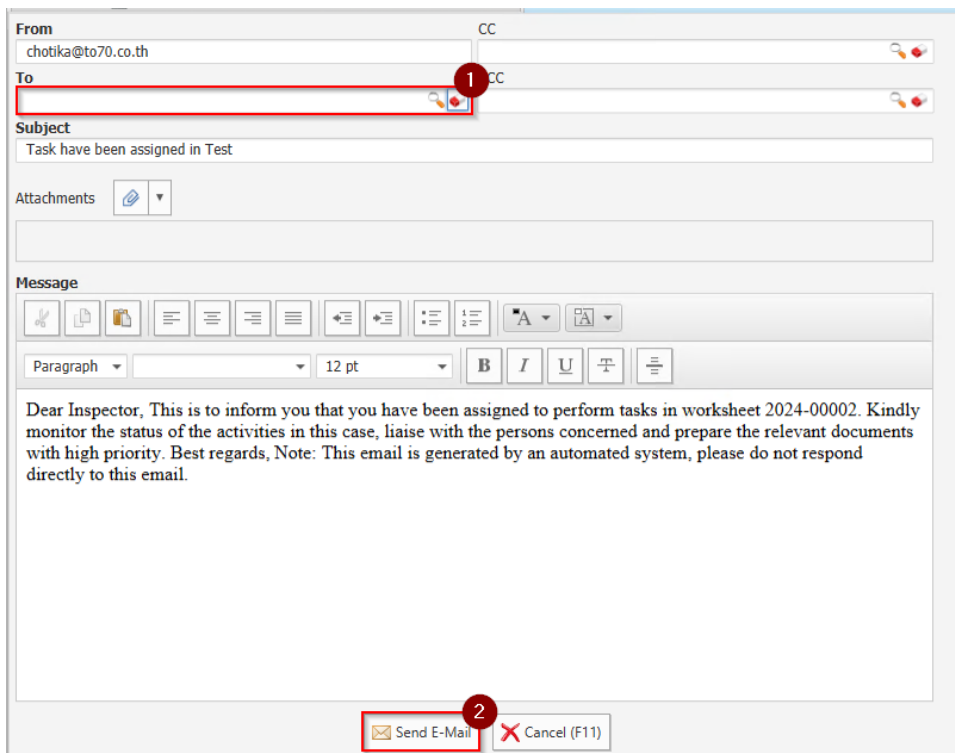 From
CC
chotika@to70.co.th
To
1
CC
Subject
Task have been assigned in Test
Attachments
Message
A
A
Paragraph
12 pt
B
I
U
T
Dear Inspector, This is to inform you that you have been assigned to perform tasks in worksheet 2024-00002. Kindly
monitor the status of the activities in this case, liaise with the persons concerned and prepare the relevant documents
with high priority. Best regards, Note: This email is generated by an automated system, please do not respond
directly to this email.
2
Send E-Mail
Cancel (F11)